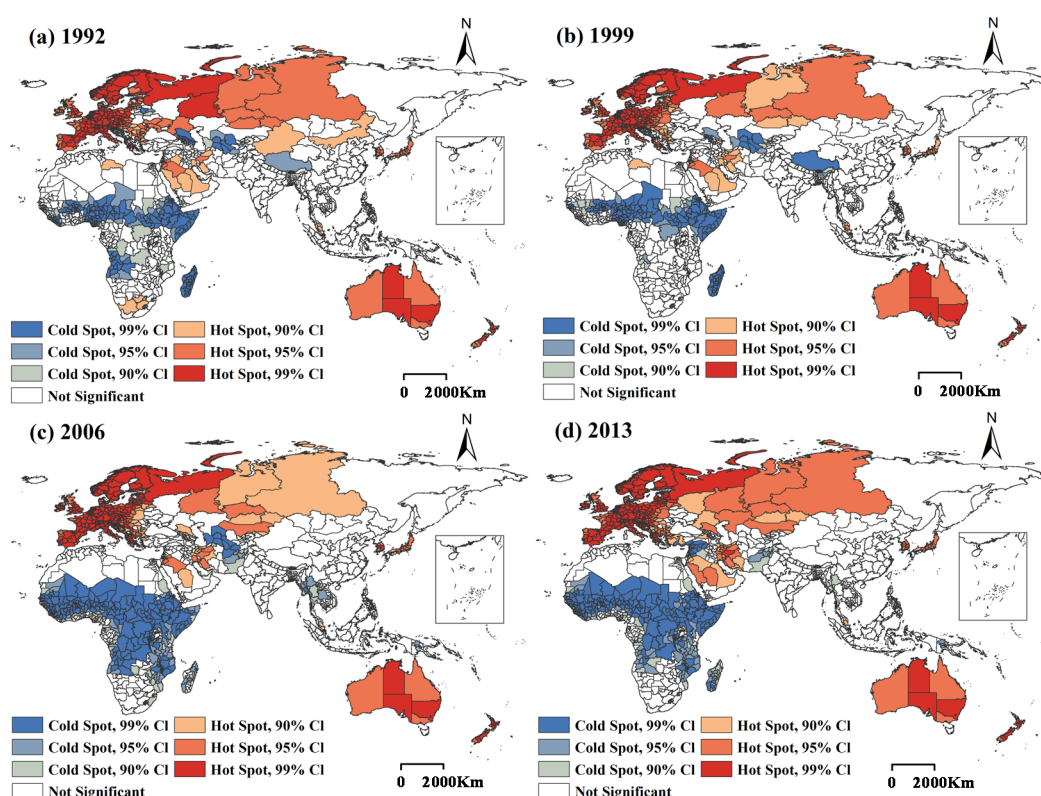 (a) 1992
N
Cold Spot, 99% Cl
Hot Spot, 90% Cl
Cold Spot, 95% Cl
Hot Spot, 95% Cl
Cold Spot, 90% Cl
Hot Spot, 99% Cl
Not Significant
0 2000Km
(b) 1999
N
Cold Spot, 99% Cl
Hot Spot, 90% Cl
Cold Spot, 95% Cl
Hot Spot, 95% Cl
Cold Spot, 90% Cl
Hot Spot, 99% Cl
Not Significant
0 2000Km
(c) 2006
N
Cold Spot, 99% Cl
Hot Spot, 90% Cl
Cold Spot, 95% Cl
Hot Spot, 95% Cl
Cold Spot, 90% Cl
Hot Spot, 99% Cl
Not Significant
0 2000Km
(d) 2013
N
Cold Spot, 99% Cl
Hot Spot, 90% Cl
Cold Spot, 95% Cl
Hot Spot, 95% Cl
Cold Spot, 90% Cl
Hot Spot, 99% Cl
Not Significant
0 2000Km